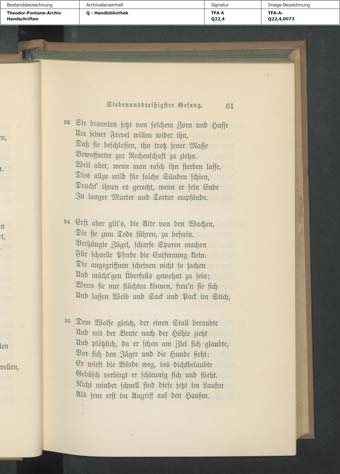 Bestandsbezeichnung Archivalieneinheit Signatur Image-Bezeichnung
Theodor-Fontane-Archiv Q - Handbibliothek TFA A TFA-A-
Handschriften Q22,4 Q22,4,0073
Siebenunddreißigster Gesang. 61
Sie brannten jetzt von solchem Zorn und Hasse
Um seiner Frevel willen wider ihn,
Daß sie beschlossen, ihn trotz jener Masse
Bewaffneter zur Rechenschaft zu ziehn.
Weil aber, wenn man rasch ihn sterben lasse,
Dies allzu mild für solche Sünden schien,
Deucht' ihnen es gerecht, wenn er sein Ende
In langer Marter und Tortur empfände.
Erst aber gilt's, die Alte von den Wachen,
Die sie zum Tode führen, zu befrein.
Verhängte Zügel, scharfe Sporen machen
Für schnelle Pferde die Entfernung klein:
Die angegriffnen scheinen nicht so
Und mächt'gen Überfalls gewohnt zu sein;
Wenn sie nur flüchten können, freu'n sie sich
Und lassen Weib und Sack und Pack im Stich,
Dem Wolfe gleich, der einen Stall beraubte
Und mit der Beute nach der Höhle zieht
Und plötzlich, da er schon am Ziel sich glaubte,
Vor sich den Jäger und die Hunde sieht:
Er wirft die Bürde weg, ins dichtbelaubte
Gebüsch verbirgt er schleunig sich und flieht.
Nicht minder schnell sind diese jetzt im Laufen
Als jene erst im Angriff auf den Haufen.